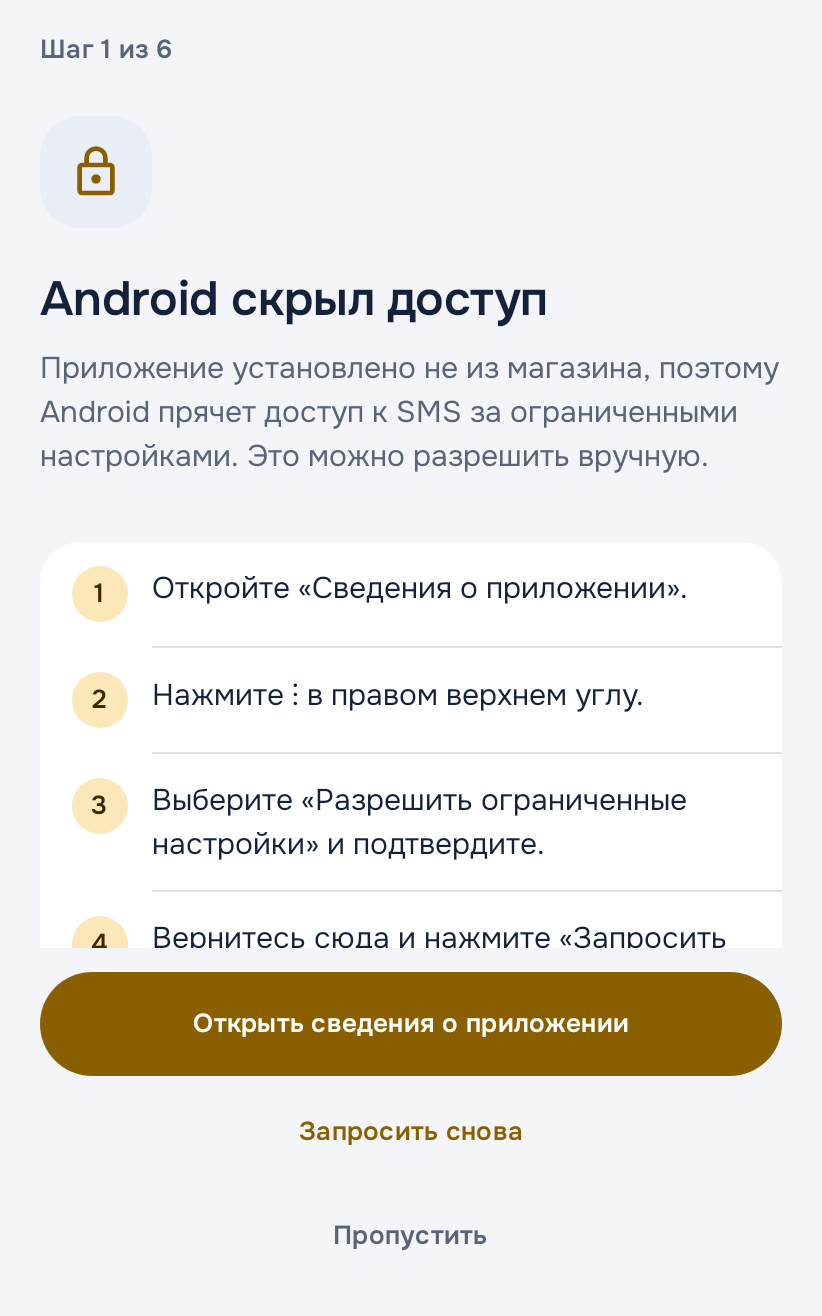 Шаг 1 из 6
Android скрыл доступ
Приложение установлено не из магазина, поэтому
Android прячет доступ к SMS за ограниченными
настройками. Это можно разрешить вручную.
1 Откройте «Сведения о приложении».
2 Нажмите ⋮ в правом верхнем углу.
3 Выберите «Разрешить ограниченные
настройки» и подтвердите.
4 Вернитесь сюда и нажмите «Запросить
Открыть сведения о приложении
Запросить снова
Пропустить